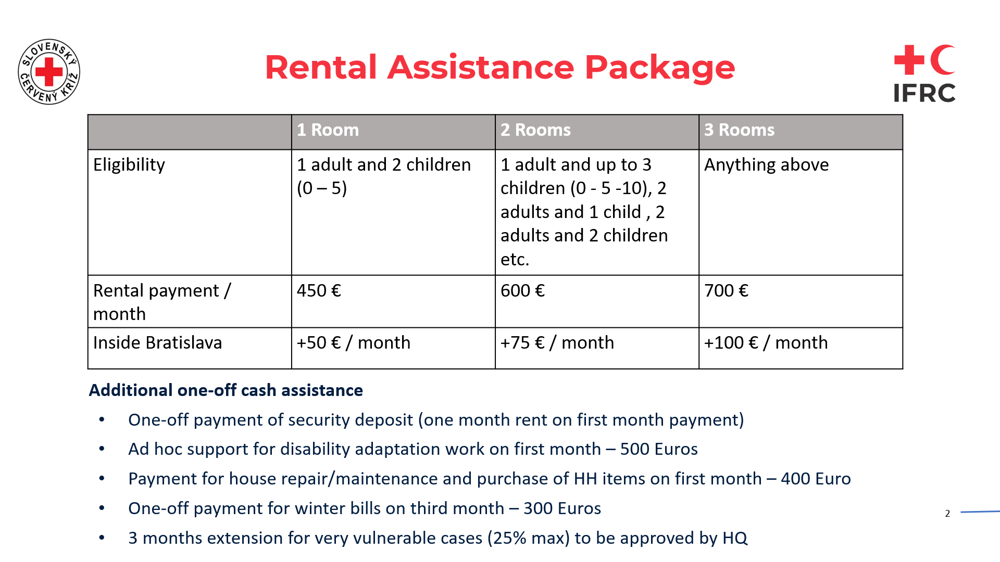 SLOVENSKÝ
ČERVENÝ KRÍŽ
Rental Assistance Package
IFRC
1 Room
2 Rooms
3 Rooms
Eligibility
1 adult and 2 children
(0 – 5)
1 adult and up to 3
children (0 - 5 -10), 2
adults and 1 child , 2
adults and 2 children
etc.
Anything above
Rental payment /
month
450 €
600 €
700 €
Inside Bratislava
+50 € / month
+75 € / month
+100 € / month
Additional one-off cash assistance
• One-off payment of security deposit (one month rent on first month payment)
• Ad hoc support for disability adaptation work on first month – 500 Euros
• Payment for house repair/maintenance and purchase of HH items on first month – 400 Euro
• One-off payment for winter bills on third month – 300 Euros
• 3 months extension for very vulnerable cases (25% max) to be approved by HQ
2